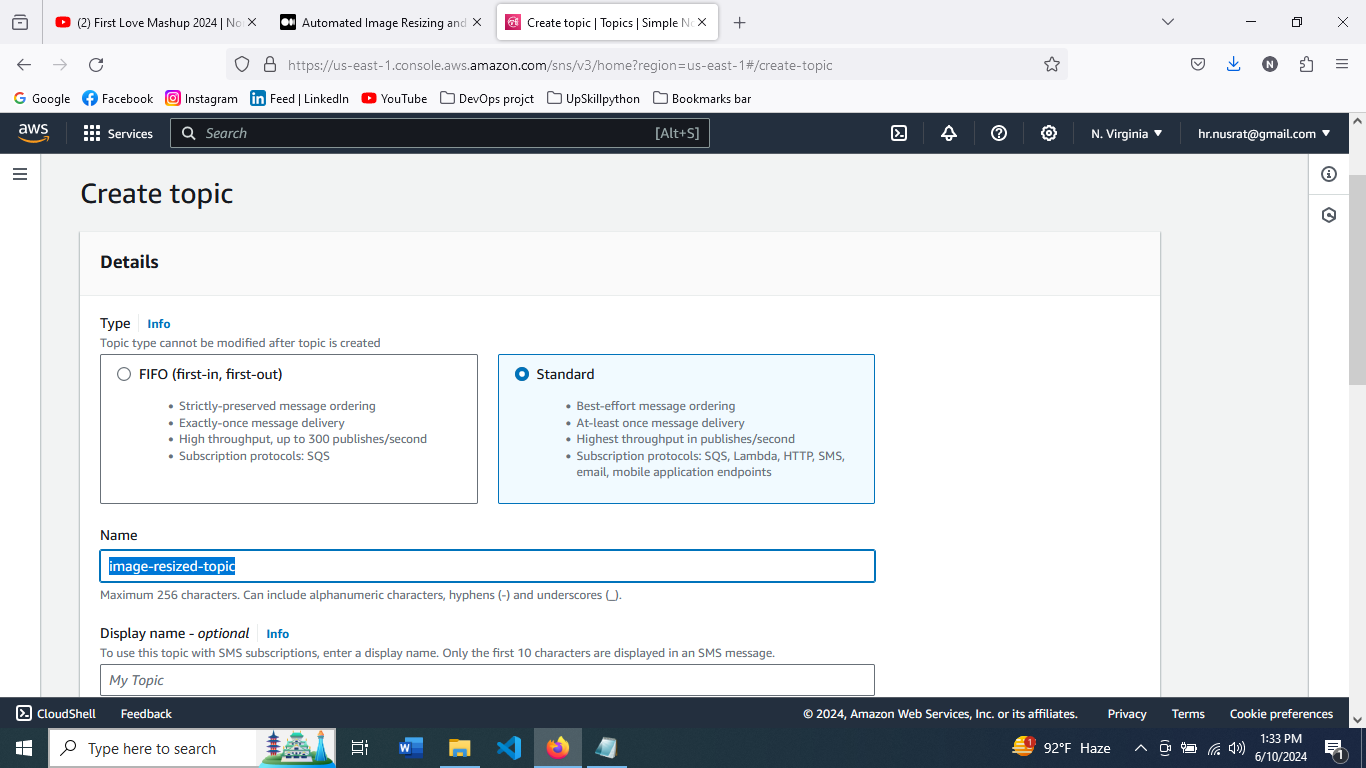 (2) First Love Mashup 2024 | No
Automated Image Resizing and
Create topic | Topics | Simple No
https://us-east-1.console.aws.amazon.com/sns/v3/home?region=us-east-1#/create-topic
N
Google
Facebook
Instagram
Feed | LinkedIn
YouTube
DevOps projct
UpSkillpython
Bookmarks bar
aws
Services
Search
[Alt+S]
N. Virginia
hr.nusrat@gmail.com
Create topic
Details
Type
Info
Topic type cannot be modified after topic is created
FIFO (first-in, first-out)
• Strictly-preserved message ordering
• Exactly-once message delivery
• High throughput, up to 300 publishes/second
• Subscription protocols: SQS
Standard
• Best-effort message ordering
• At-least once message delivery
• Highest throughput in publishes/second
• Subscription protocols: SQS, Lambda, HTTP, SMS,
email, mobile application endpoints
Name
image-resized-topic
Maximum 256 characters. Can include alphanumeric characters, hyphens (-) and underscores (_).
Display name - optional
Info
To use this topic with SMS subscriptions, enter a display name. Only the first 10 characters are displayed in an SMS message.
My Topic
CloudShell
Feedback
© 2024, Amazon Web Services, Inc. or its affiliates.
Privacy
Terms
Cookie preferences
Type here to search
1
92°F Haze
1:33 PM
6/10/2024
1